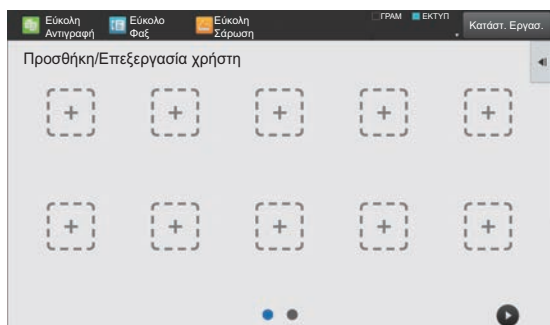 Εύκολη
Αντιγραφή
Εύκολο
Φαξ
Εύκολη
Σάρωση
ΓΡΑΜ
ΕΚΤΥΠ
Κατάστ. Εργασ.
Προσθήκη/Επεξεργασία χρήστη